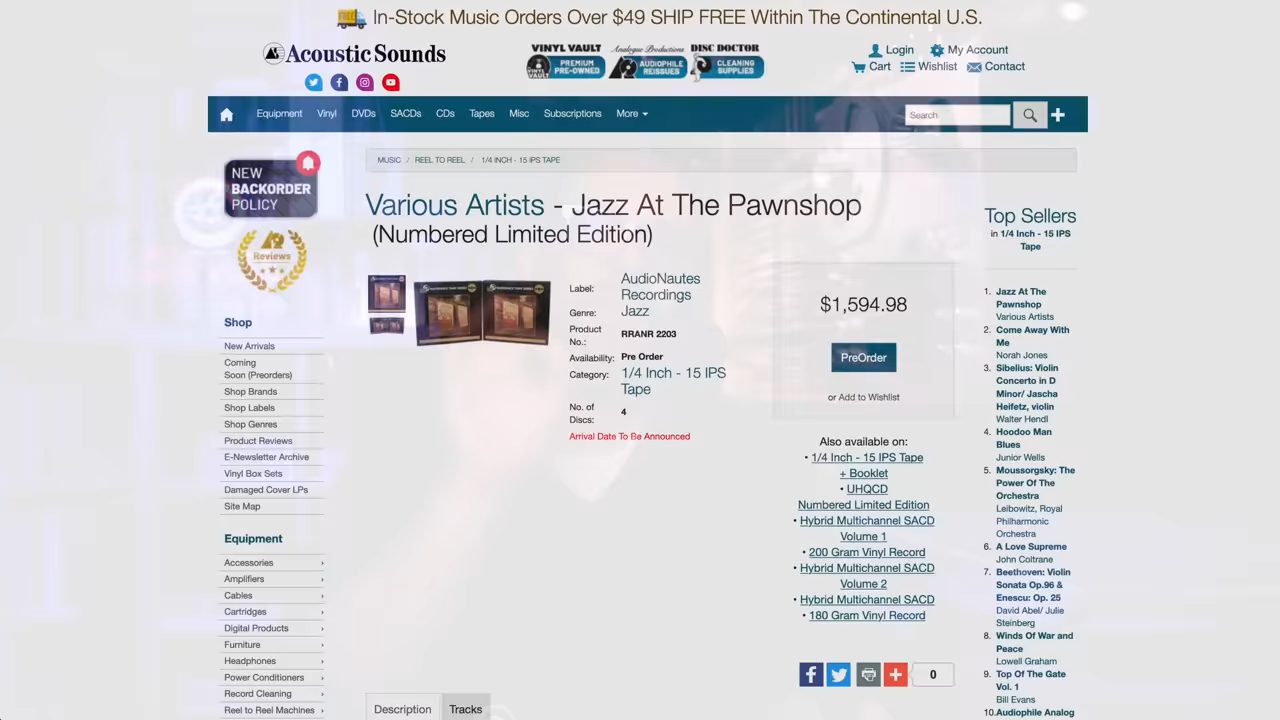 In-Stock Music Orders Over $49 SHIP FREE Within The Continental U.S.
Acoustic Sounds
VINYL VAULT
PREMIUM
PRE-OWNED
Analogue Productions
AUDIOPHILE
REISSUES
DISC DOCTOR
CLEANING
SUPPLIES
Login
My Account
Cart
Wishlist
Contact
Equipment
Vinyl
DVDs
SACDs
CDs
Tapes
Misc
Subscriptions
More
Search
NEW
BACKORDER
POLICY
Reviews
MUSIC / REEL TO REEL / 1/4 INCH - 15 IPS TAPE
Various Artists - Jazz At The Pawnshop
(Numbered Limited Edition)
Label:
AudioNautes
Recordings
Genre:
Jazz
Product
No.:
RRANR 2203
Availability:
Pre Order
Category:
1/4 Inch - 15 IPS
Tape
No. of
Discs:
4
Arrival Date To Be Announced
$1,594.98
PreOrder
or Add to Wishlist
Also available on:
• 1/4 Inch - 15 IPS Tape
+ Booklet
• UHQCD
Numbered Limited Edition
• Hybrid Multichannel SACD
Volume 1
• 200 Gram Vinyl Record
• Hybrid Multichannel SACD
Volume 2
• Hybrid Multichannel SACD
• 180 Gram Vinyl Record
0
Description
Tracks
Shop
New Arrivals
Coming
Soon (Preorders)
Shop Brands
Shop Labels
Shop Genres
Product Reviews
E-Newsletter Archive
Vinyl Box Sets
Damaged Cover LPs
Site Map
Equipment
Accessories
Amplifiers
Cables
Cartridges
Digital Products
Furniture
Headphones
Power Conditioners
Record Cleaning
Reel to Reel Machines
Top Sellers
in 1/4 Inch - 15 IPS
Tape
1. Jazz At The
Pawnshop
Various Artists
2. Come Away With
Me
Norah Jones
3. Sibelius: Violin
Concerto in D
Minor/ Jascha
Heifetz, violin
Walter Hendl
4. Hoodoo Man
Blues
Junior Wells
5. Moussorgsky: The
Power Of The
Orchestra
Leibowitz, Royal
Philharmonic
Orchestra
6. A Love Supreme
John Coltrane
7. Beethoven: Violin
Sonata Op.96 &
Enescu: Op. 25
David Abel/ Julie
Steinberg
8. Winds Of War and
Peace
Lowell Graham
9. Top Of The Gate
Vol. 1
Bill Evans
10. Audiophile Analog